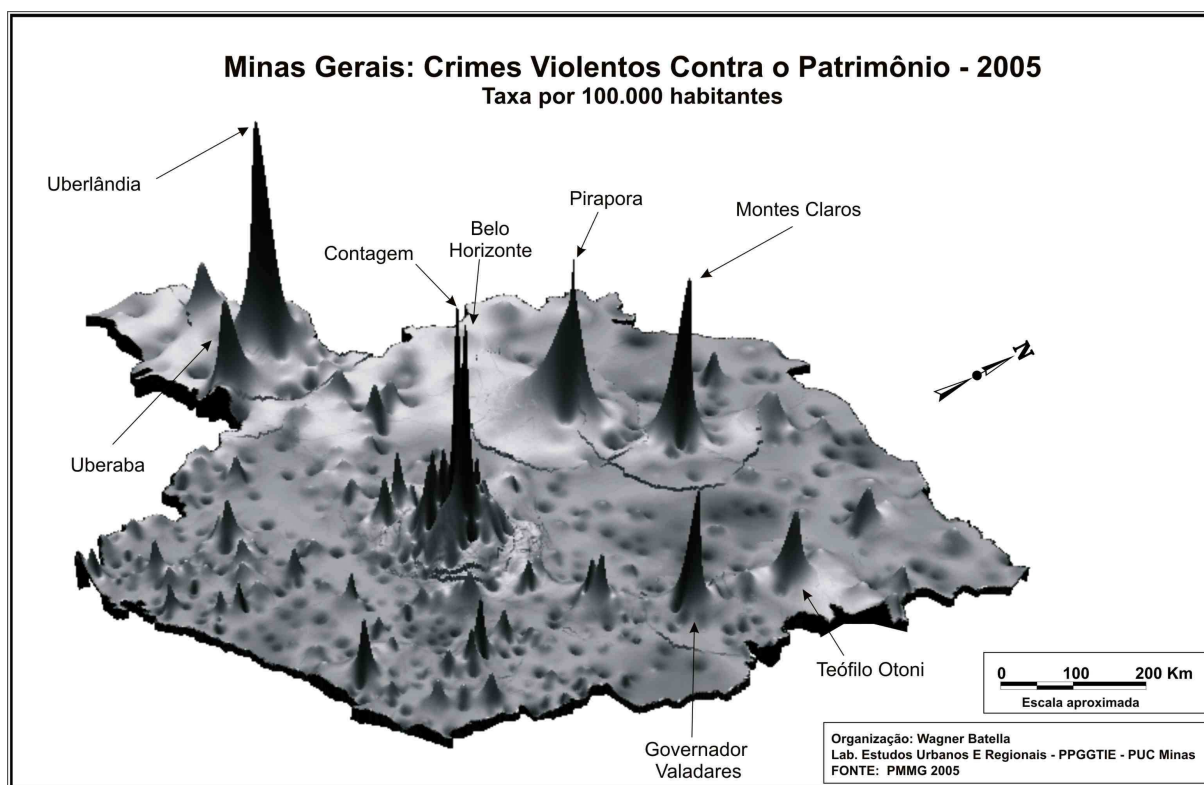 Minas Gerais: Crimes Violentos Contra o Patrimônio - 2005
Taxa por 100.000 habitantes
Uberlândia
Pirapora
Montes Claros
Belo
Horizonte
Contagem
N
Uberaba
Teófilo Otoni
Governador
Valadares
0 100 200 Km
Escala aproximada
Organização: Wagner Batella
Lab. Estudos Urbanos E Regionais - PPGGTIE - PUC Minas
FONTE: PMMG 2005